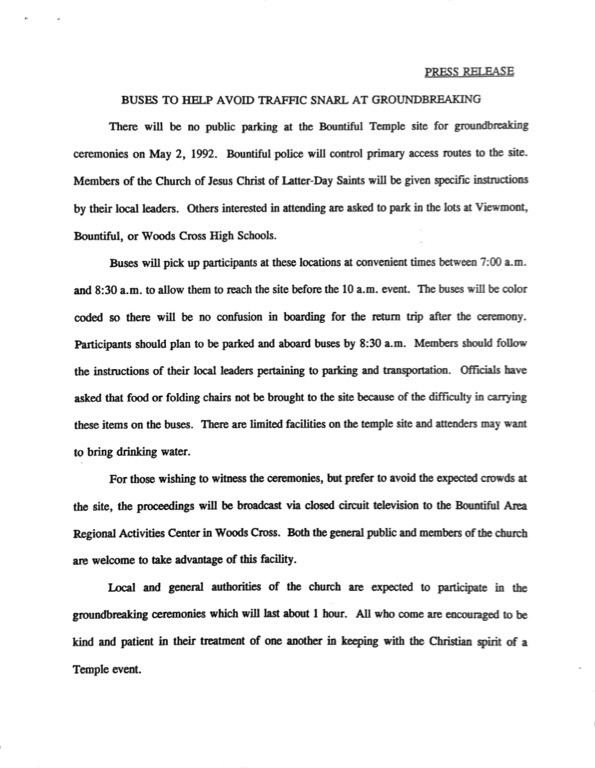 PRESS RELEASE
BUSES TO HELP AVOID TRAFFIC SNARL AT GROUNDBREAKING
There will be no public parking at the Bountiful Temple site for groundbreaking
ceremonies on May 2, 1992. Bountiful police will control primary access routes to the site.
Members of the Church of Jesus Christ of Latter-Day Saints will be given specific instructions
by their local leaders. Others interested in attending are asked to park in the lots at Viewmont,
Bountiful, or Woods Cross High Schools.
Buses will pick up participants at these locations at convenient times between 7:00 a.m.
and 8:30 a.m. to allow them to reach the site before the 10 a.m. event. The buses will be color
coded so there will be no confusion in boarding for the return trip after the ceremony.
Participants should plan to be parked and aboard buses by 8:30 a.m. Members should follow
the instructions of their local leaders pertaining to parking and transportation. Officials have
asked that food or folding chairs not be brought to the site because of the difficulty in carrying
these items on the buses. There are limited facilities on the temple site and attenders may want
to bring drinking water.
For those wishing to witness the ceremonies, but prefer to avoid the expected crowds at
the site, the proceedings will be broadcast via closed circuit television to the Bountiful Area
Regional Activities Center in Woods Cross. Both the general public and members of the church
are welcome to take advantage of this facility.
Local and general authorities of the church are expected to participate in the
groundbreaking ceremonies which will last about 1 hour. All who come are encouraged to be
kind and patient in their treatment of one another in keeping with the Christian spirit of a
Temple event.